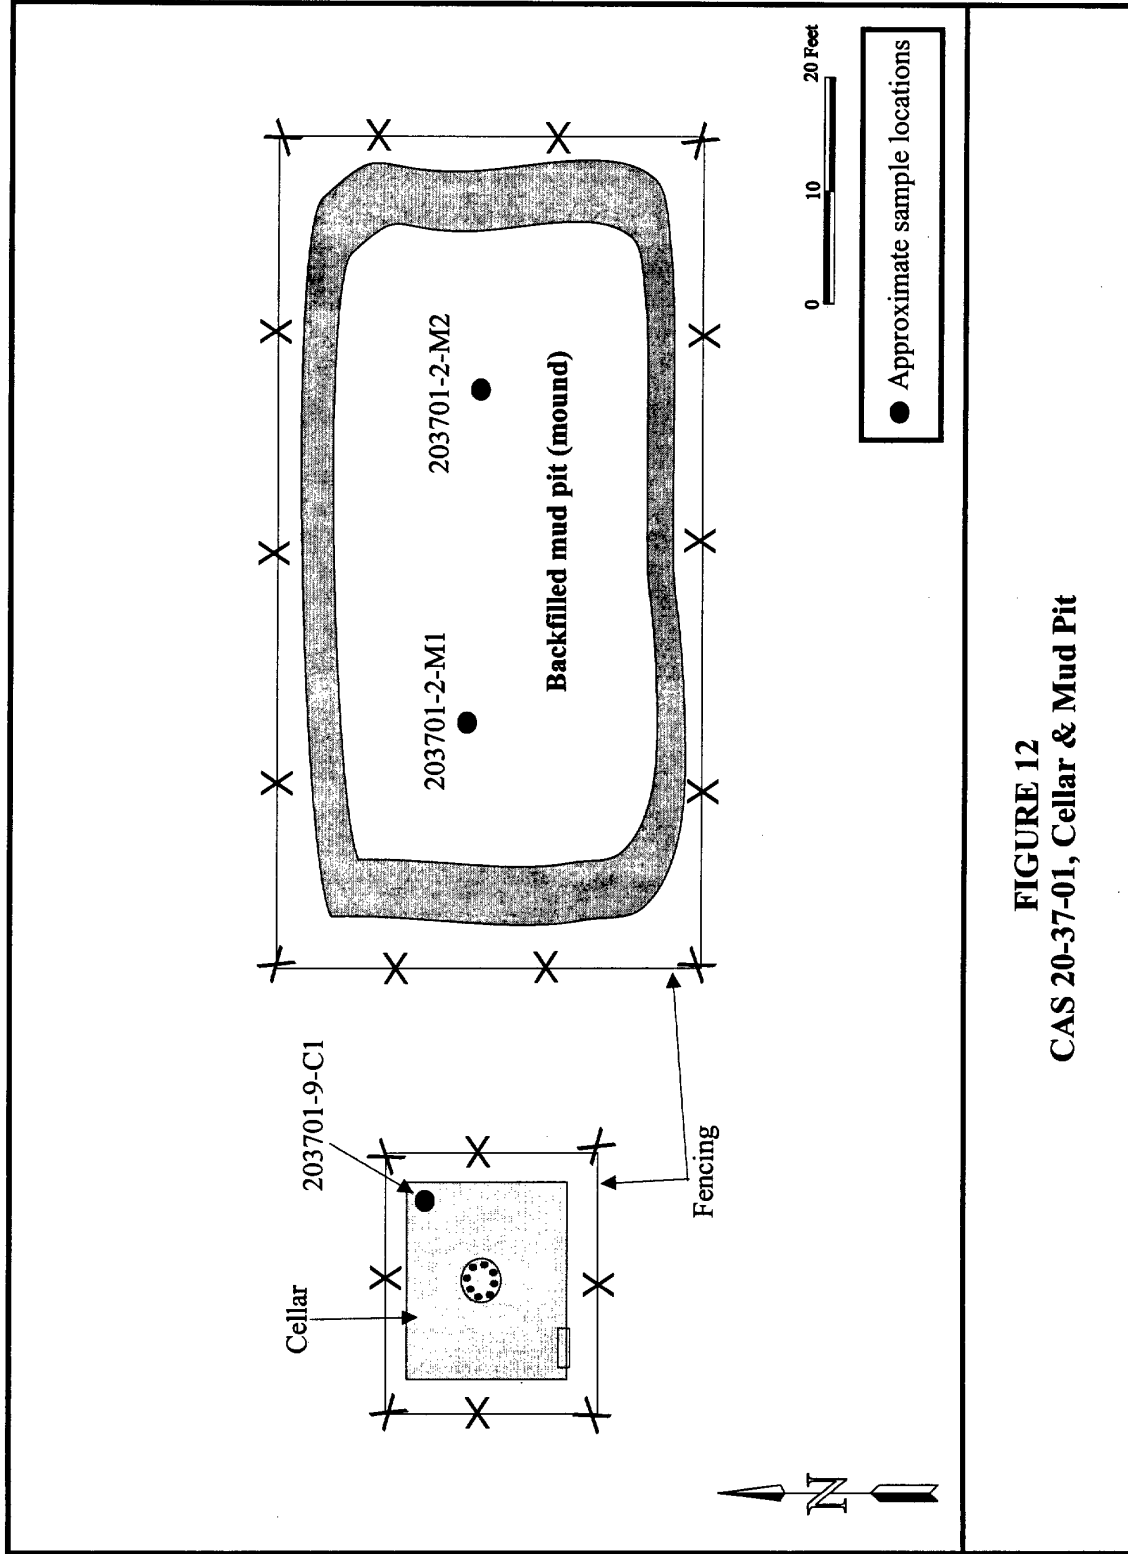 203701-9-C1
Cellar
Fencing
203701-2-M1
203701-2-M2
Backfilled mud pit (mound)
N
0 10 20 Feet
Approximate sample locations
FIGURE 12
CAS 20-37-01, Cellar & Mud Pit